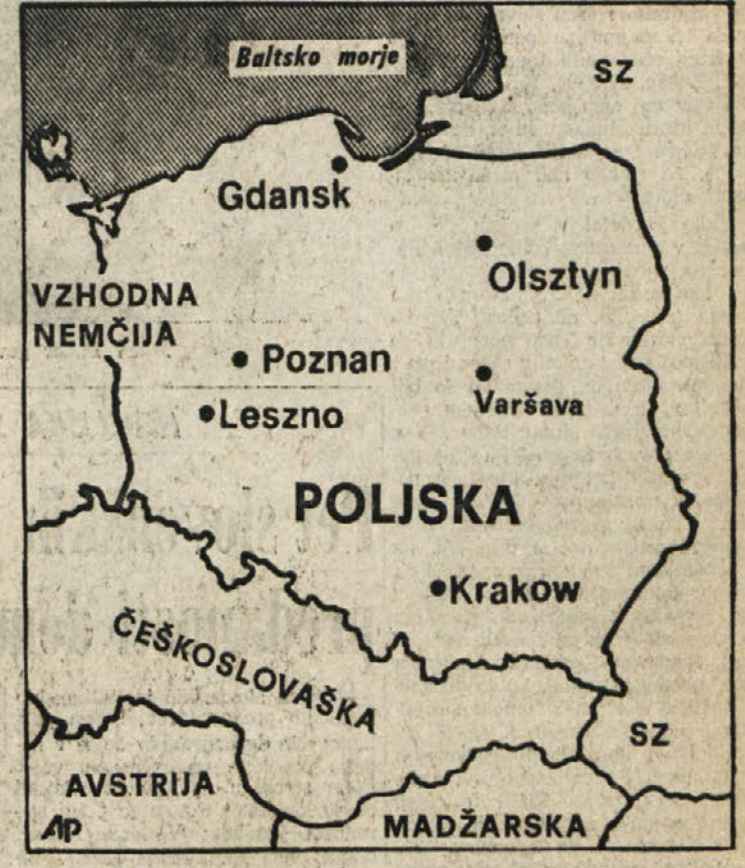 Baltsko morje
SZ
Gdansk
Olsztyn
VZHODNA
NEMČIJA
Poznan
Varšava
Leszno
POLJSKA
Krakow
ČEŠKOSLOVAŠKA
SZ
AVSTRIJA
AP
MADŽARSKA